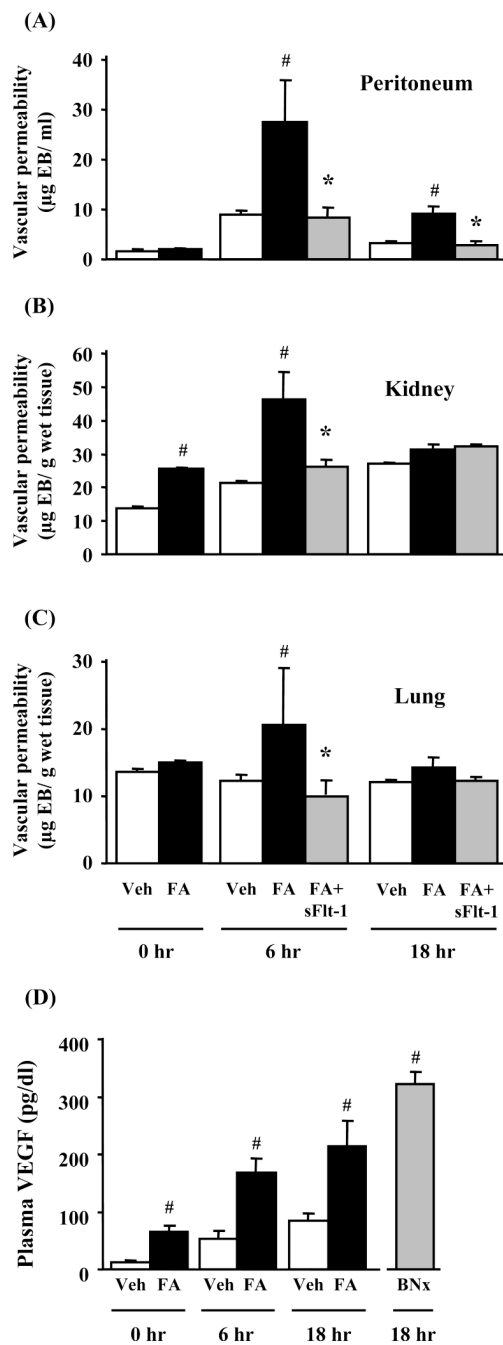 (A)
Peritoneum
Vascular permeability
(µg EB/ ml)
40
30
20
10
0
#
*
#
*
(B)
Kidney
Vascular permeability
(µg EB/ g wet tissue)
60
50
40
30
20
10
0
#
#
*
(C)
Lung
Vascular permeability
(µg EB/ g wet tissue)
30
20
10
0
#
*
Veh FA Veh FA FA+ sFlt-1 Veh FA FA+ sFlt-1
0 hr 6 hr 18 hr
(D)
Plasma VEGF (pg/dl)
400
300
200
100
0
#
#
#
#
Veh FA Veh FA Veh FA BNx
0 hr 6 hr 18 hr 18 hr